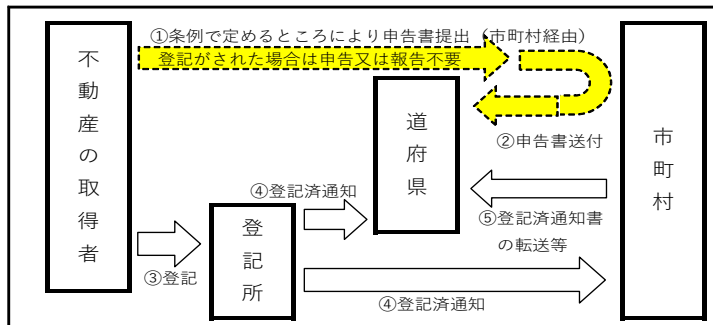 ①条例で定めるところにより申告書提出（市町村経由）
登記がされた場合は申告又は報告不要
不動産の取得者
道府県
市町村
②申告書送付
④登記済通知
⑤登記済通知書
の転送等
登記所
③登記
④登記済通知